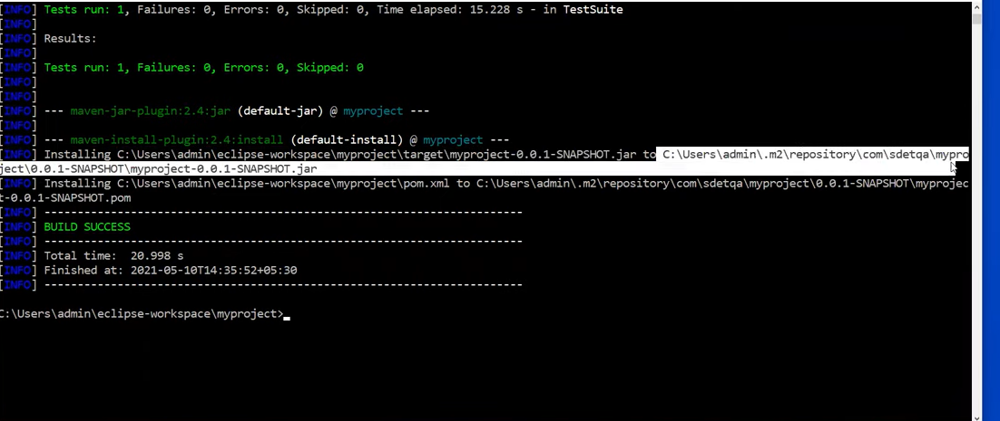 [INFO] Tests run: 1, Failures: 0, Errors: 0, Skipped: 0, Time elapsed: 15.228 s - in TestSuite
[INFO]
[INFO] Results:
[INFO]
[INFO] Tests run: 1, Failures: 0, Errors: 0, Skipped: 0
[INFO]
[INFO]
[INFO] --- maven-jar-plugin:2.4:jar (default-jar) @ myproject ---
[INFO]
[INFO] --- maven-install-plugin:2.4:install (default-install) @ myproject ---
[INFO] Installing C:\Users\admin\eclipse-workspace\myproject\target\myproject-0.0.1-SNAPSHOT.jar to C:\Users\admin\.m2\repository\com\sdetqa\mypro
ject\0.0.1-SNAPSHOT\myproject-0.0.1-SNAPSHOT.jar
[INFO] Installing C:\Users\admin\eclipse-workspace\myproject\pom.xml to C:\Users\admin\.m2\repository\com\sdetqa\myproject\0.0.1-SNAPSHOT\myprojec
t-0.0.1-SNAPSHOT.pom
[INFO] ------------------------------------------------------------------------
[INFO] BUILD SUCCESS
[INFO] ------------------------------------------------------------------------
[INFO] Total time:  20.998 s
[INFO] Finished at: 2021-05-10T14:35:52+05:30
[INFO] ------------------------------------------------------------------------
C:\Users\admin\eclipse-workspace\myproject>